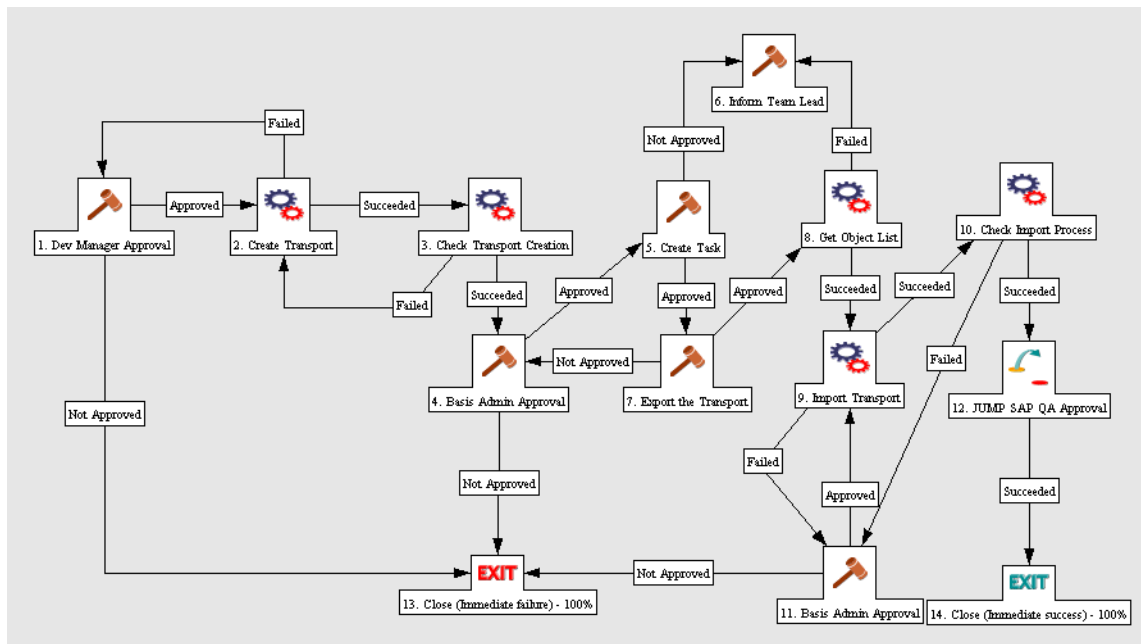 6. Inform Team Lead
Failed
Not Approved
Failed
Approved
Succeeded
1. Dev Manager Approval
2. Create Transport
3. Check Transport Creation
5. Create Task
8. Get Object List
10. Check Import Process
Failed
Succeeded
Approved
Approved
Approved
Succeeded
Succeeded
Succeeded
Not Approved
Failed
4. Basis Admin Approval
7. Export the Transport
9. Import Transport
12. JUMP SAP QA Approval
Not Approved
Failed
Not Approved
Approved
Succeeded
EXIT
Not Approved
EXIT
13. Close (Immediate failure) - 100%
11. Basis Admin Approval
14. Close (Immediate success) - 100%